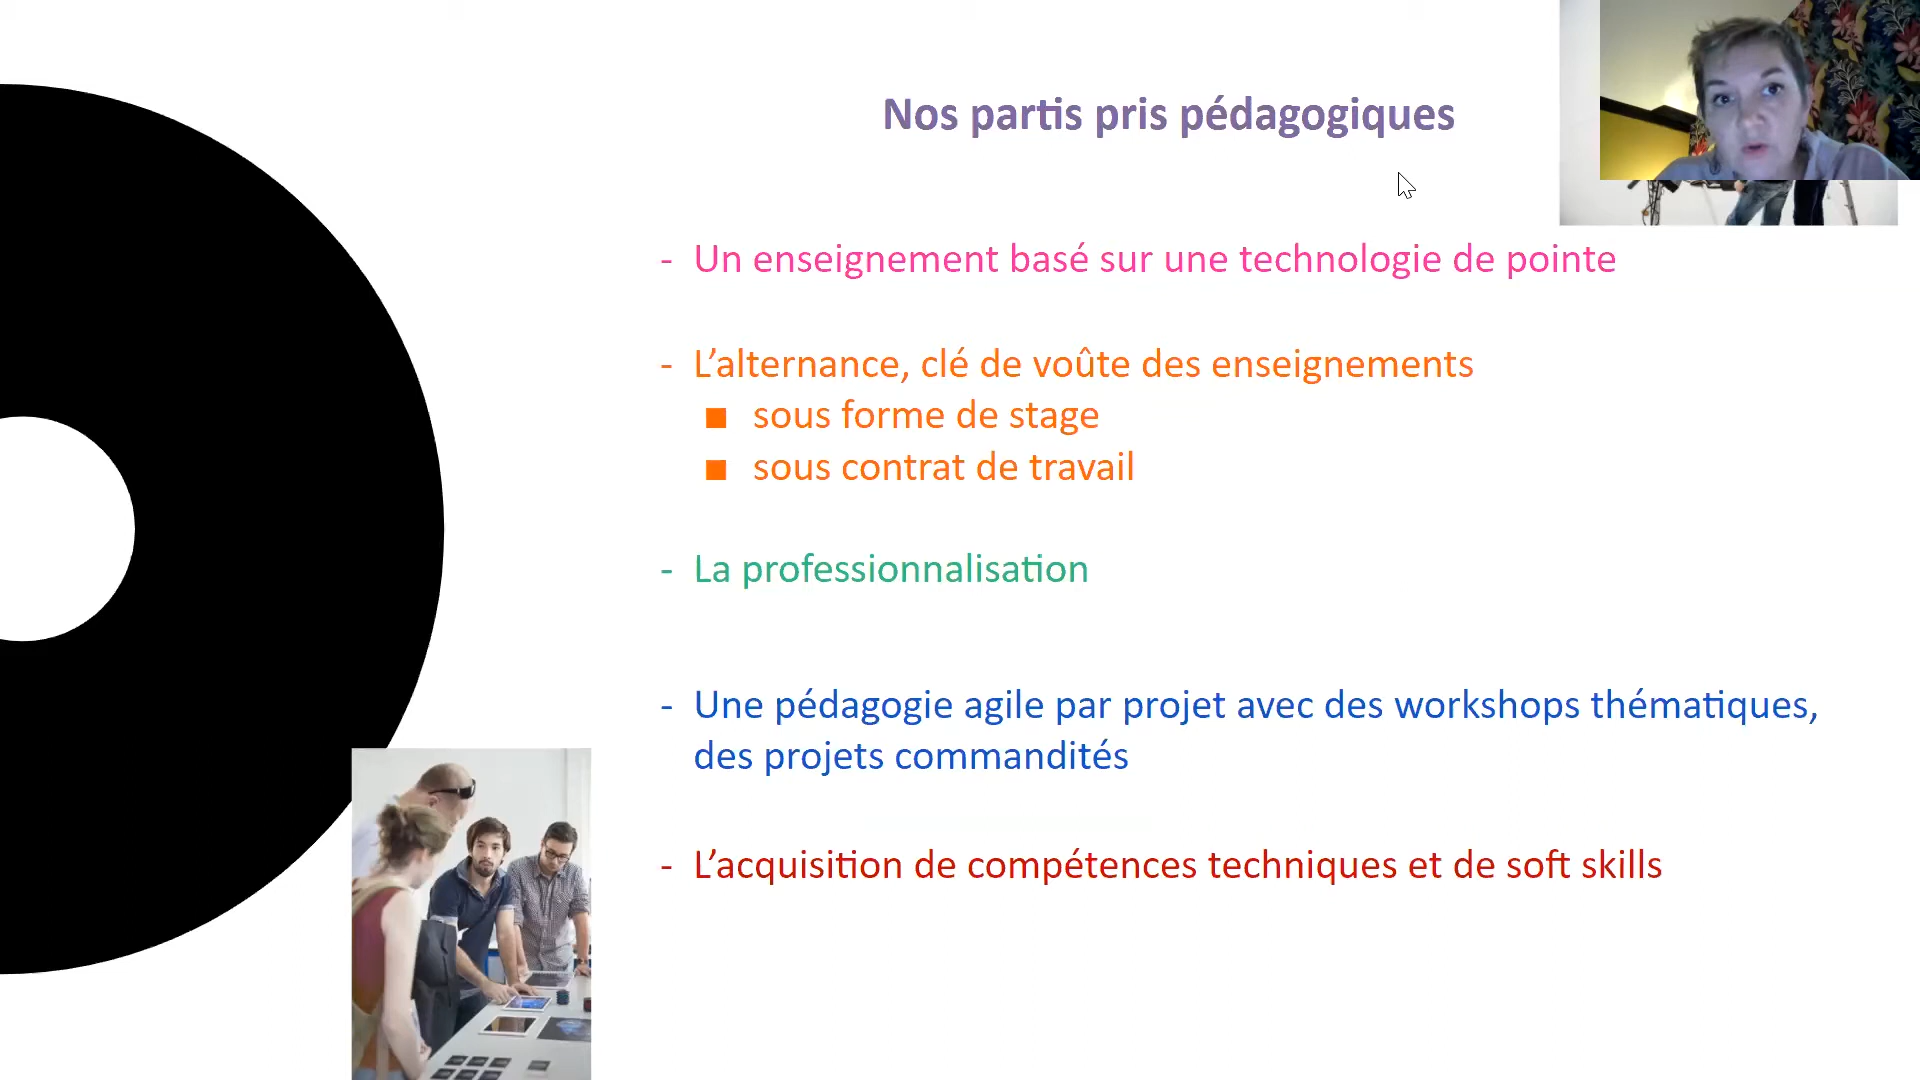 Nos partis pris pédagogiques
- Un enseignement basé sur une technologie de pointe
- L’alternance, clé de voûte des enseignements
■ sous forme de stage
■ sous contrat de travail
- La professionnalisation
- Une pédagogie agile par projet avec des workshops thématiques,
des projets commandités
- L’acquisition de compétences techniques et de soft skills